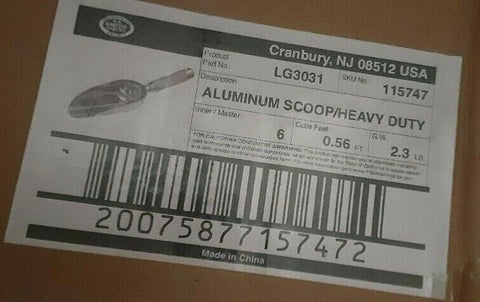 Cranbury, NJ 08512 USA
Product
Part No. LG3031 SKU No. 115747
Description
ALUMINUM SCOOP/HEAVY DUTY
Inner / Master: 6 Cube Feet 0.56 FT G.W. 2.3 LB
20075877157472
Made in China